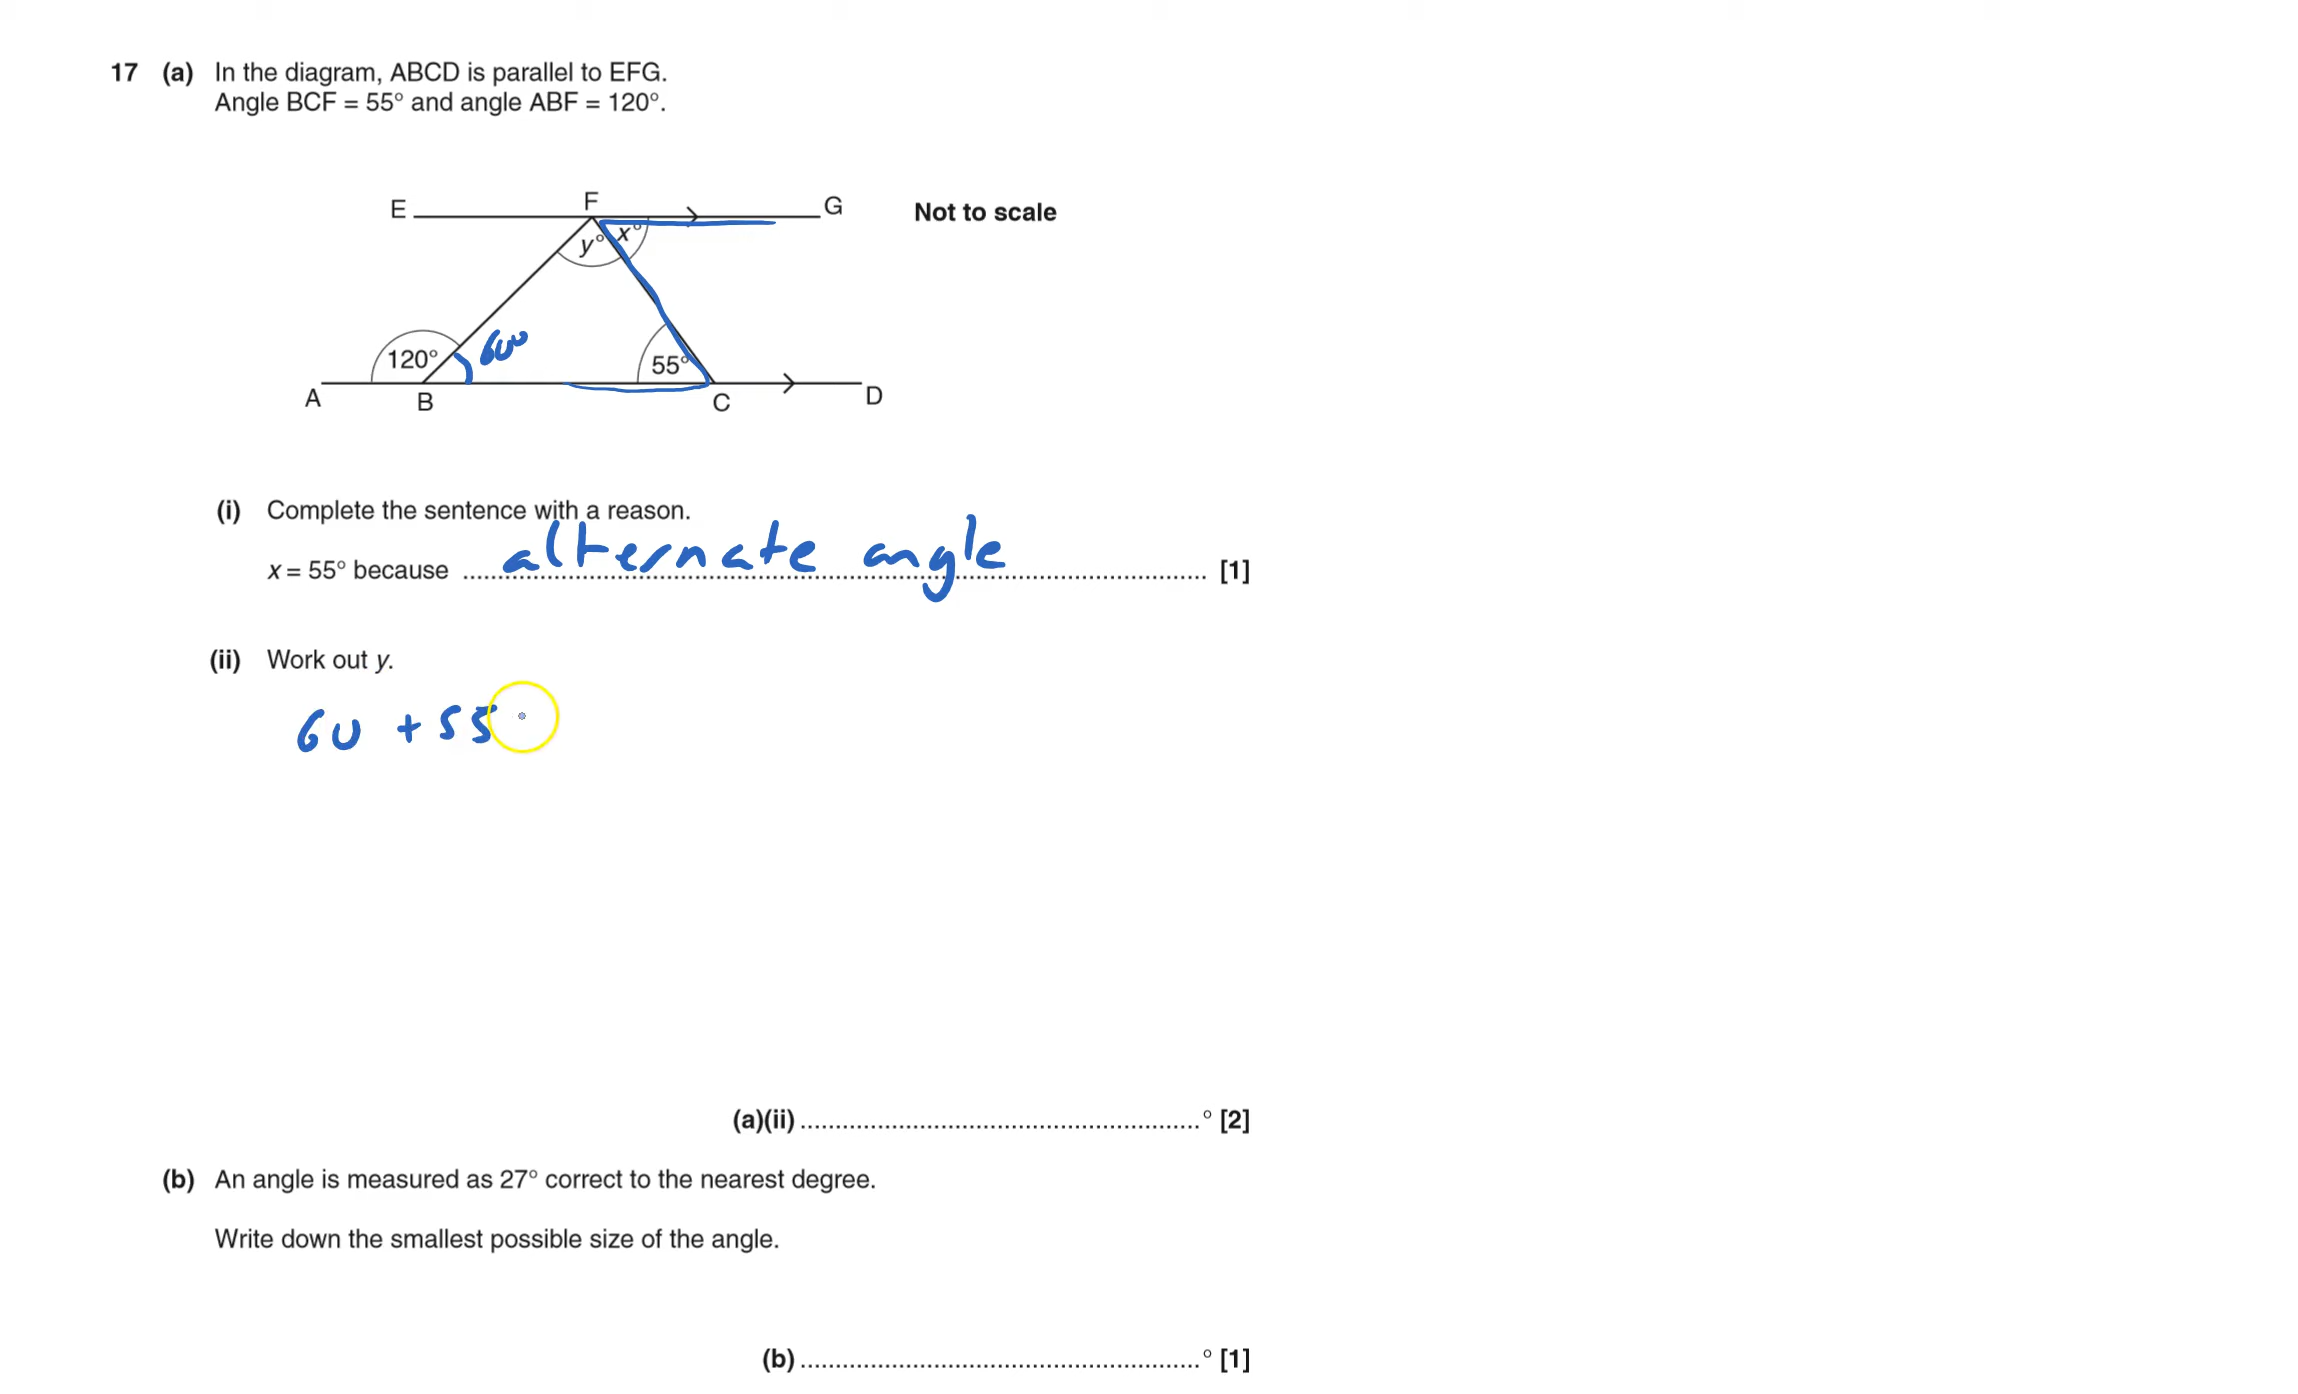 17 (a) In the diagram, ABCD is parallel to EFG.
Angle BCF = 55° and angle ABF = 120°.
E F G Not to scale
y° x°
120° 60° 55°
A B C D
(i) Complete the sentence with a reason.
x = 55° because alternate angle [1]
(ii) Work out y.
60 + 55
(a)(ii) ............................................................ ° [2]
(b) An angle is measured as 27° correct to the nearest degree.
Write down the smallest possible size of the angle.
(b) ............................................................ ° [1]